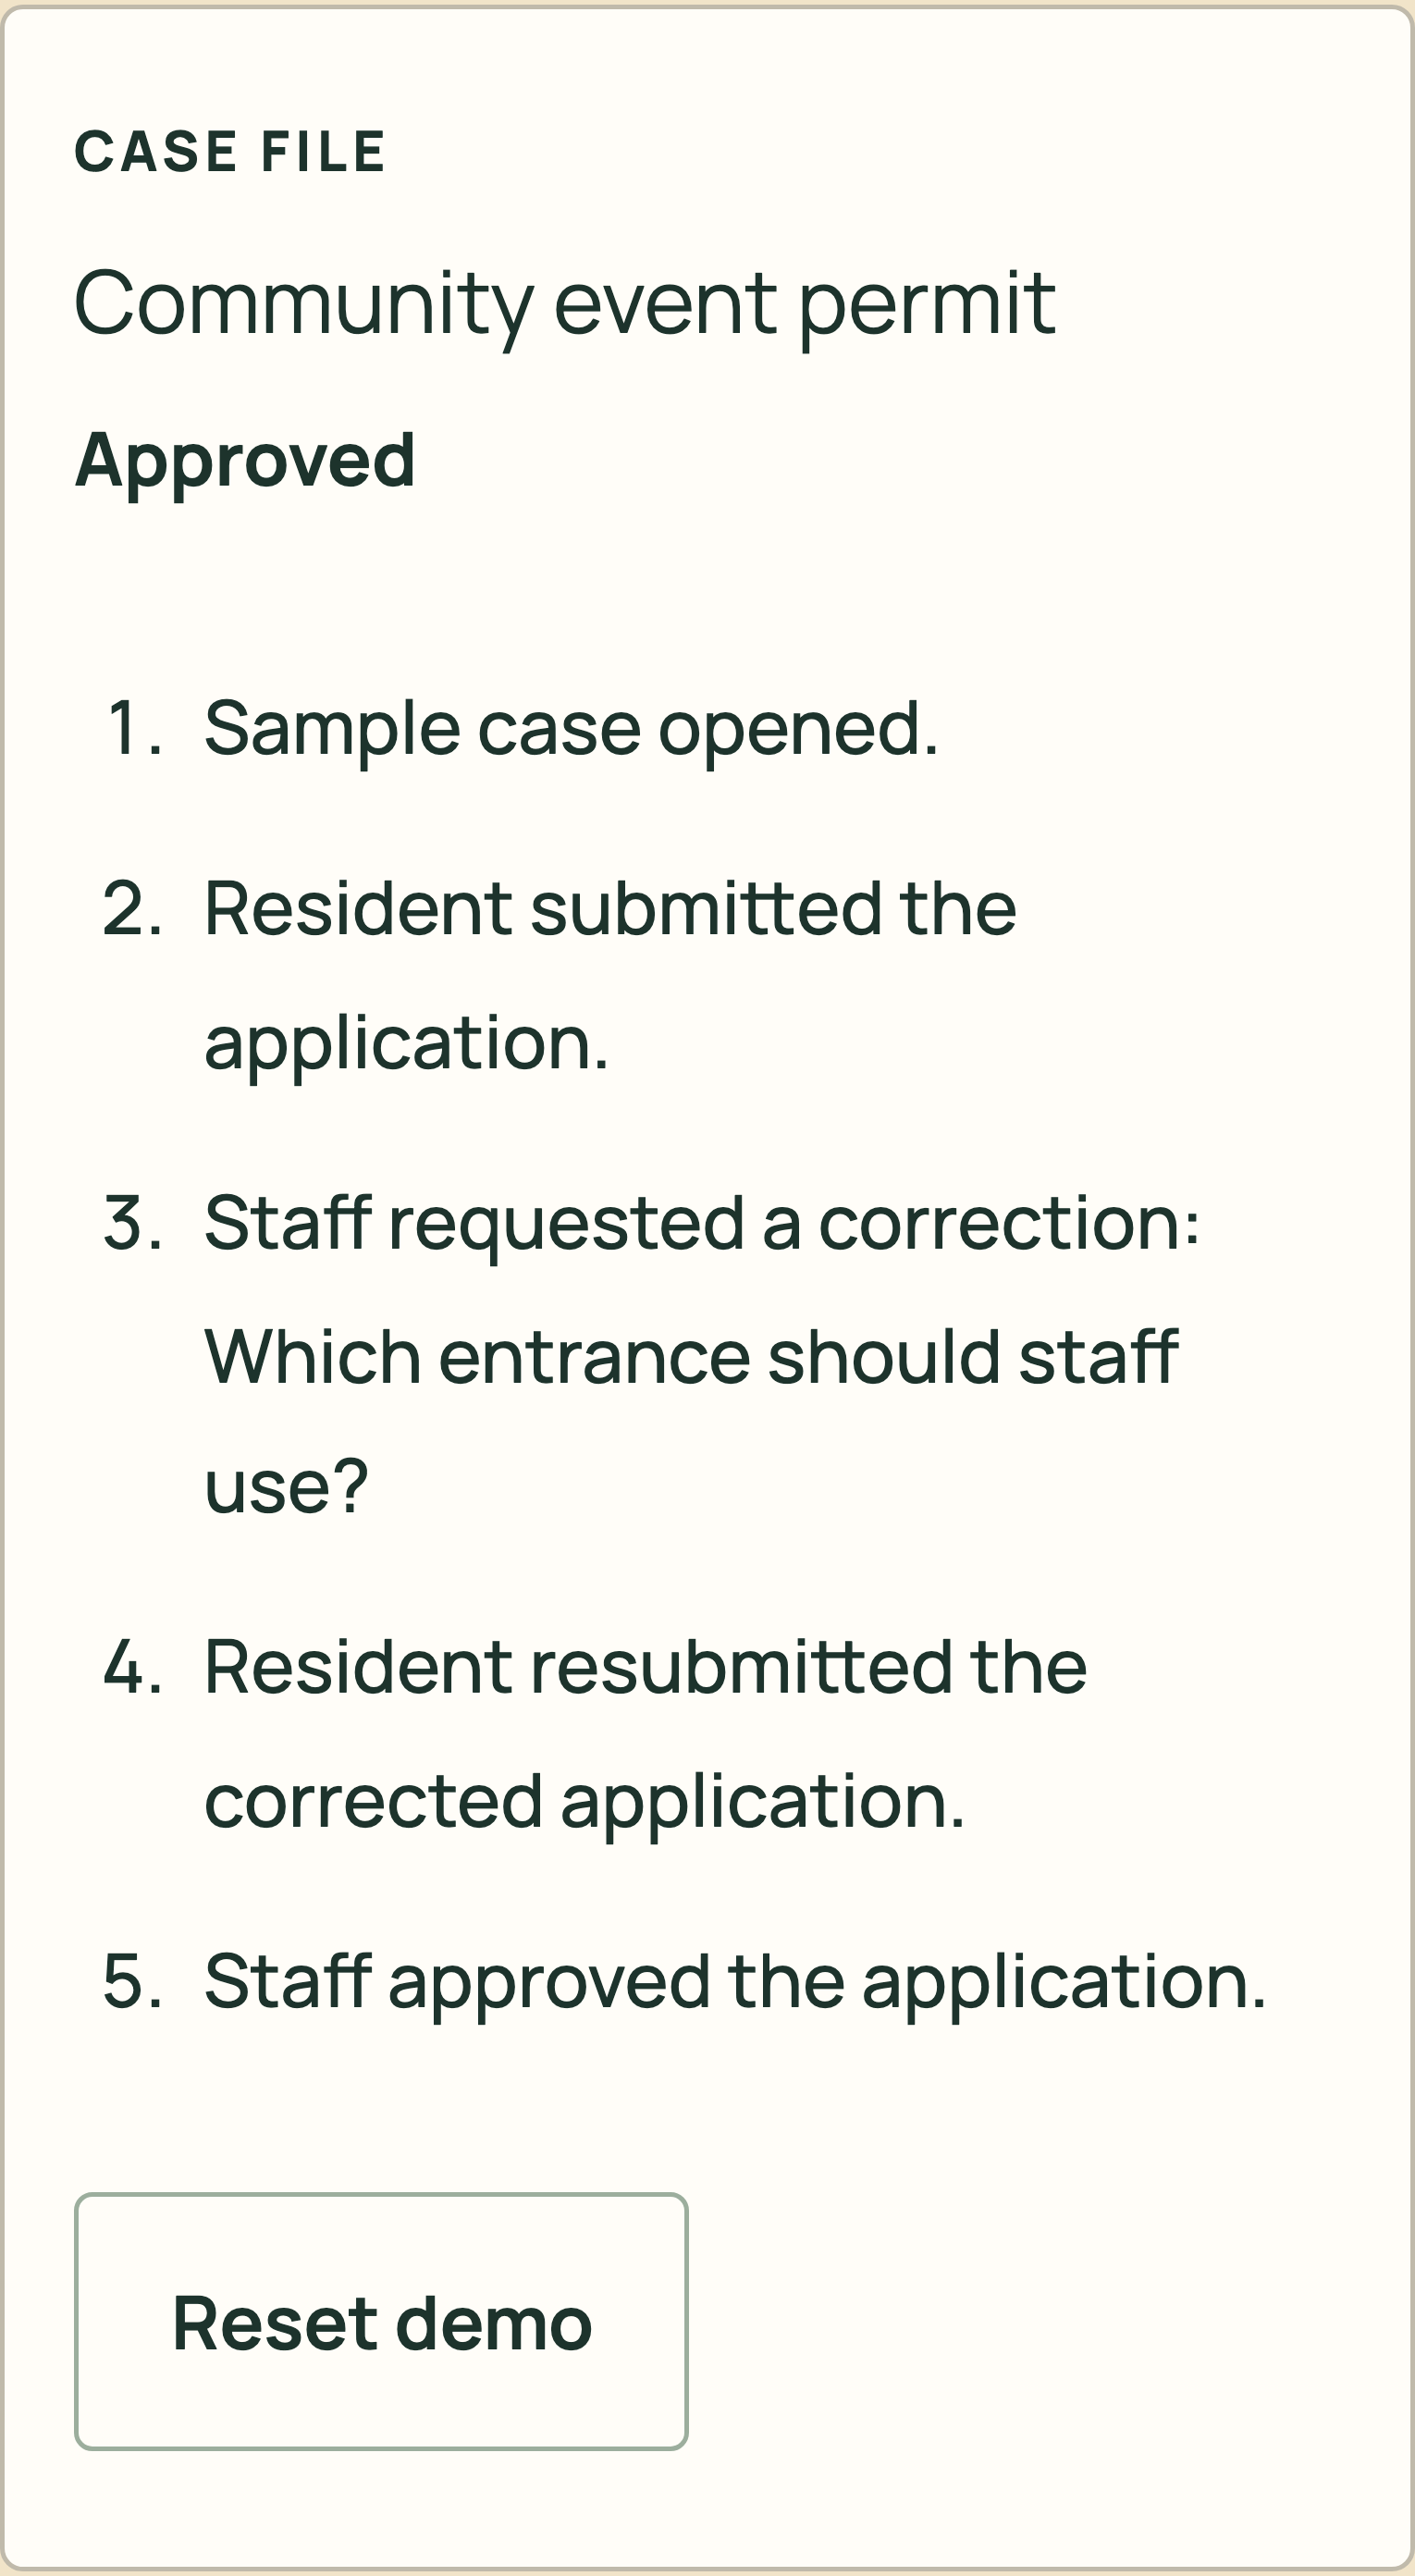 CASE FILE
Community event permit
Approved
1. Sample case opened.
2. Resident submitted the
application.
3. Staff requested a correction:
Which entrance should staff
use?
4. Resident resubmitted the
corrected application.
5. Staff approved the application.
Reset demo